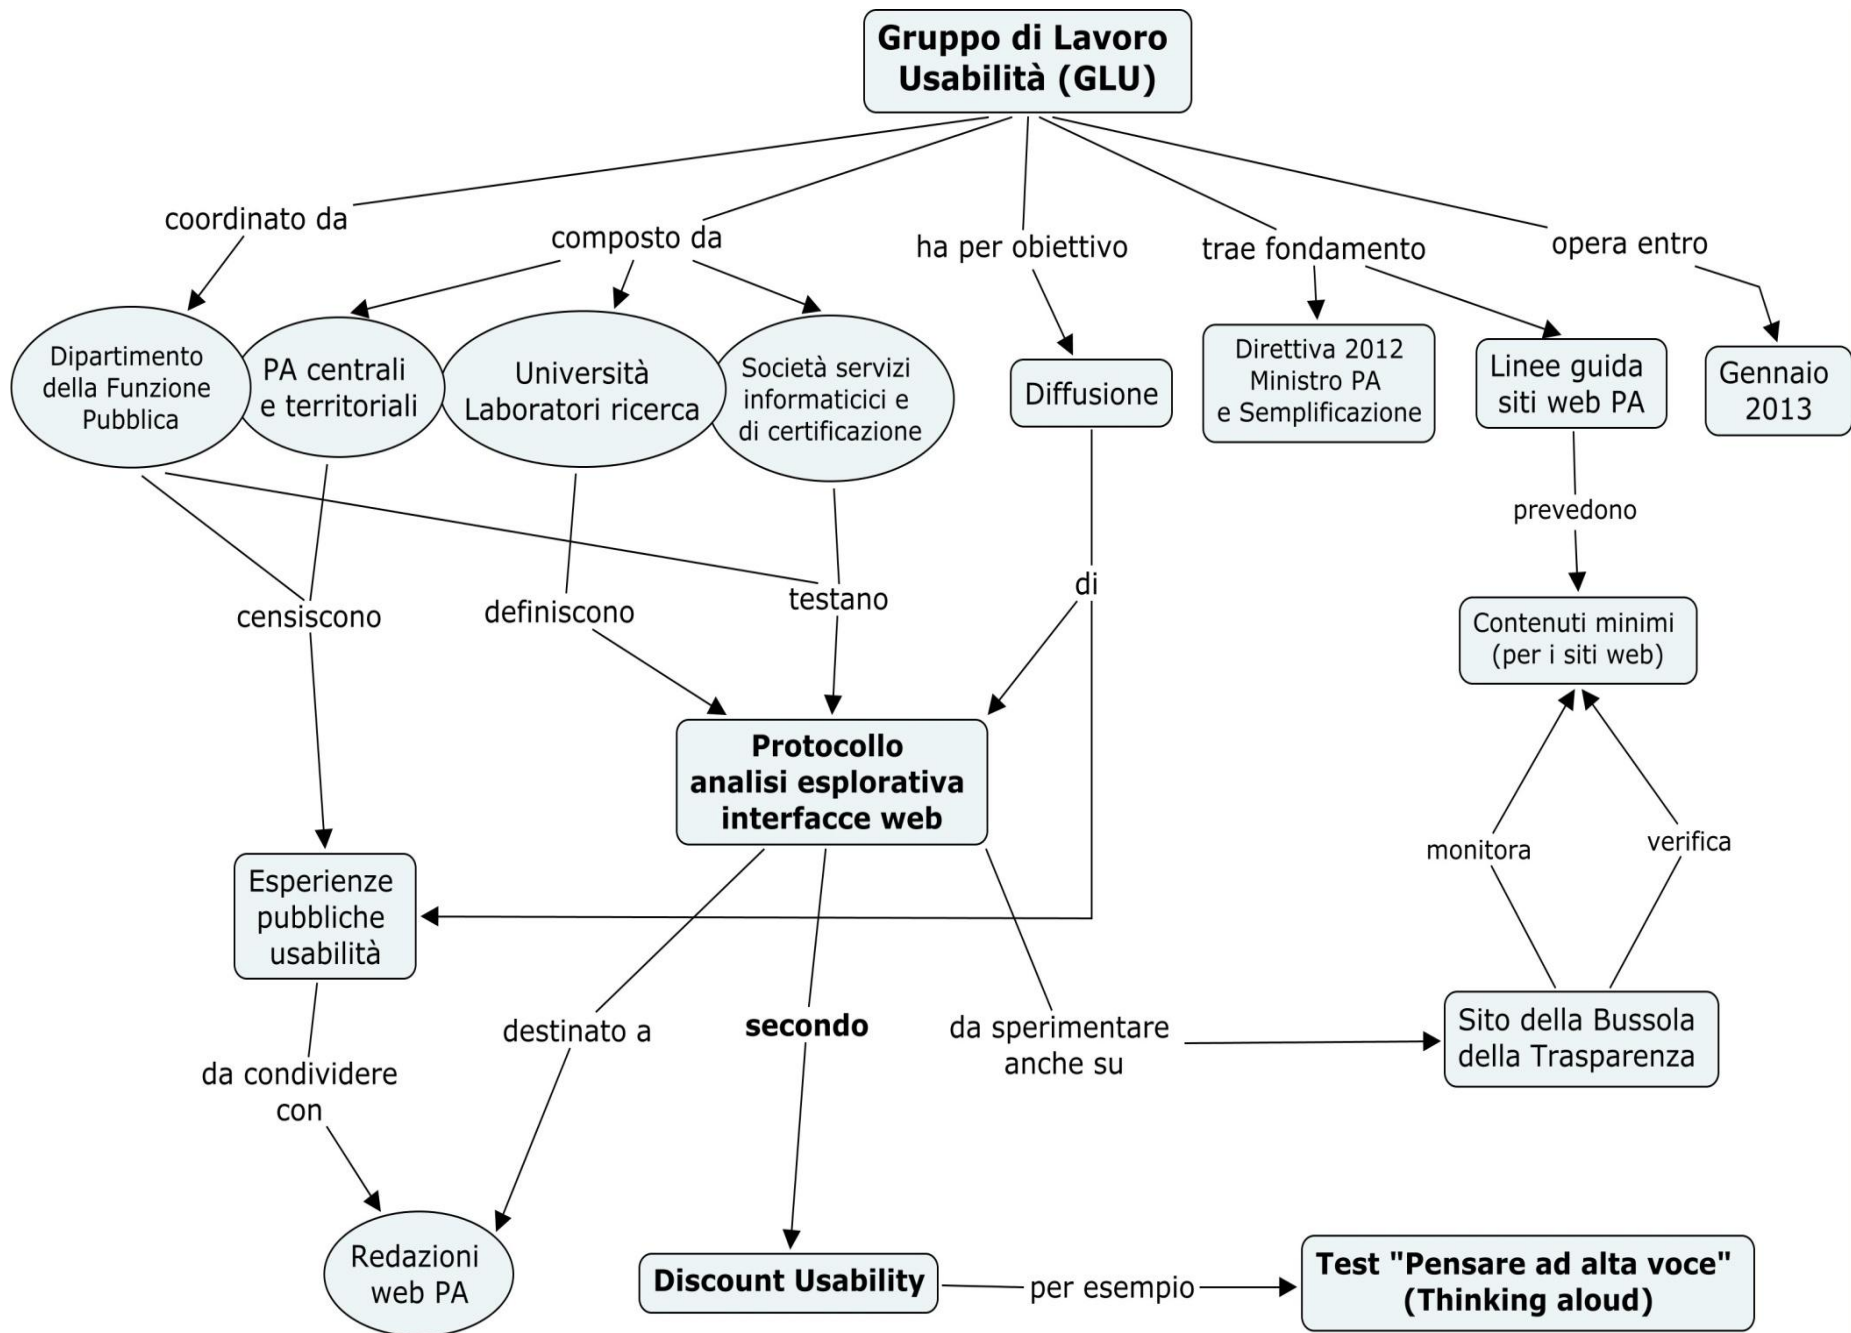 Gruppo di Lavoro
Usabilità (GLU)
coordinato da
composto da
ha per obiettivo
trae fondamento
opera entro
Dipartimento
della Funzione
Pubblica
PA centrali
e territoriali
Università
Laboratori ricerca
Società servizi
informaticici e
di certificazione
Diffusione
Direttiva 2012
Ministro PA
e Semplificazione
Linee guida
siti web PA
Gennaio
2013
prevedono
censiscono
definiscono
testano
di
Contenuti minimi
(per i siti web)
Protocollo
analisi esplorativa
interfacce web
monitora
verifica
Esperienze
pubbliche
usabilità
da condividere
con
destinato a
secondo
da sperimentare
anche su
Sito della Bussola
della Trasparenza
Redazioni
web PA
Discount Usability
per esempio
Test "Pensare ad alta voce"
(Thinking aloud)